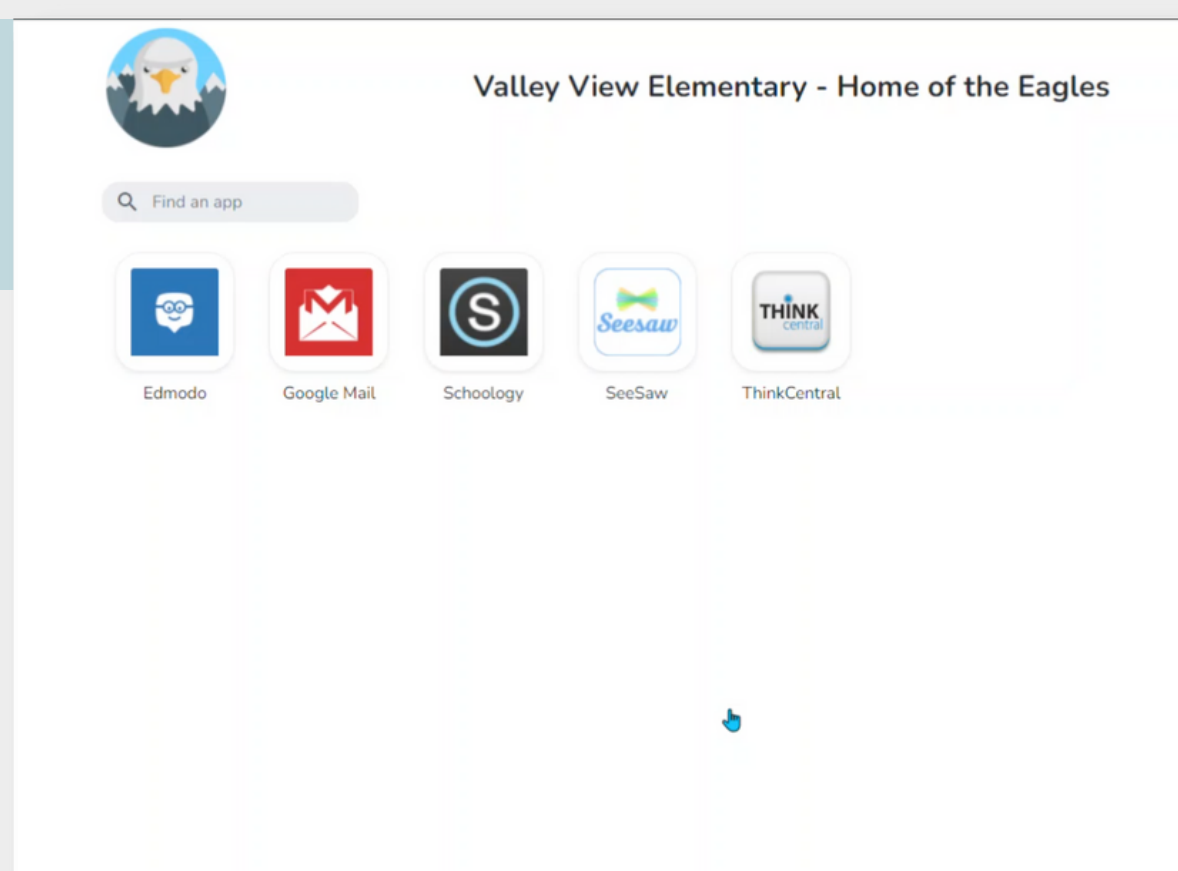 Valley View Elementary - Home of the Eagles
Find an app
S
Seesaw
THINK
central
Edmodo
Google Mail
Schoology
SeeSaw
ThinkCentral